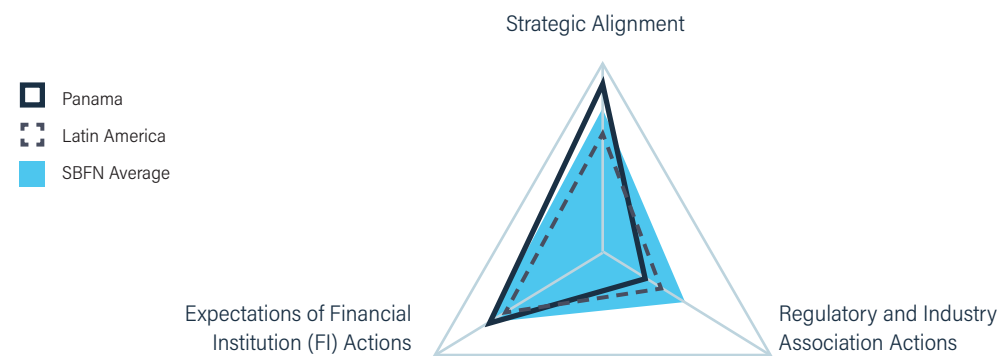 Strategic Alignment
Panama
Latin America
SBFN Average
Expectations of Financial
Institution (FI) Actions
Regulatory and Industry
Association Actions